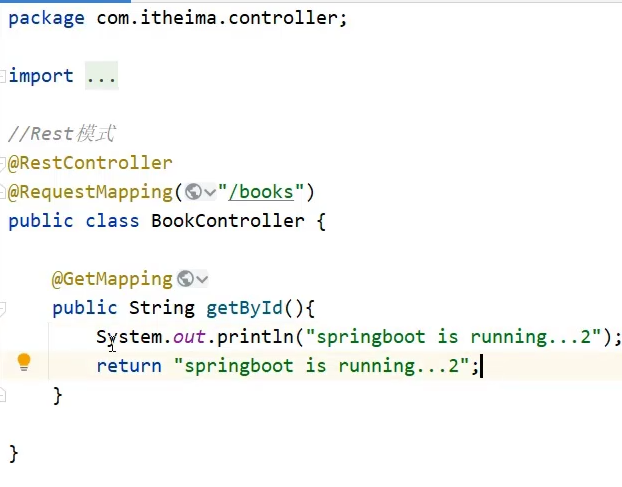 package com.itheima.controller;
import ...
//Rest模式
@RestController
@RequestMapping("/books")
public class BookController {
@GetMapping
public String getById(){
System.out.println("springboot is running...2");
return "springboot is running...2";
}
}